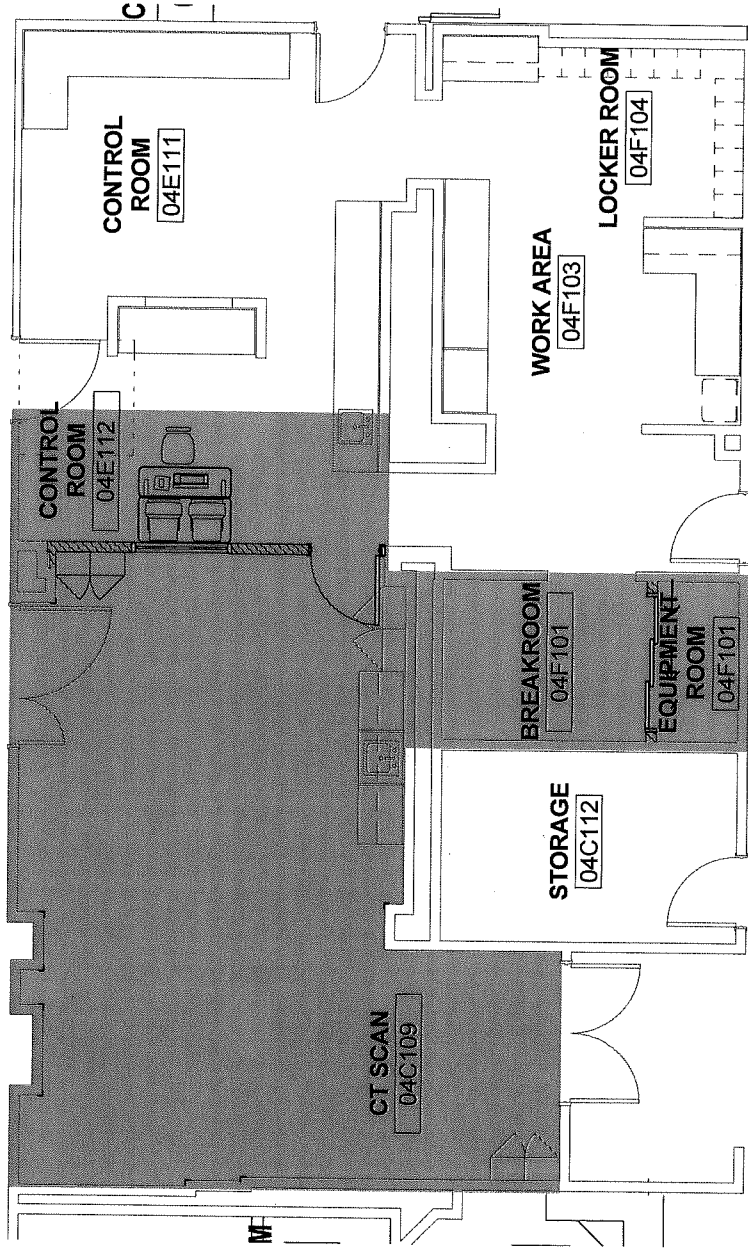 C
CONTROL
ROOM
04E111
LOCKER ROOM
04F104
WORK AREA
04F103
CONTROL
ROOM
04E112
BREAKROOM
04F101
EQUIPMENT
ROOM
04F101
STORAGE
04C112
CT SCAN
04C109
M